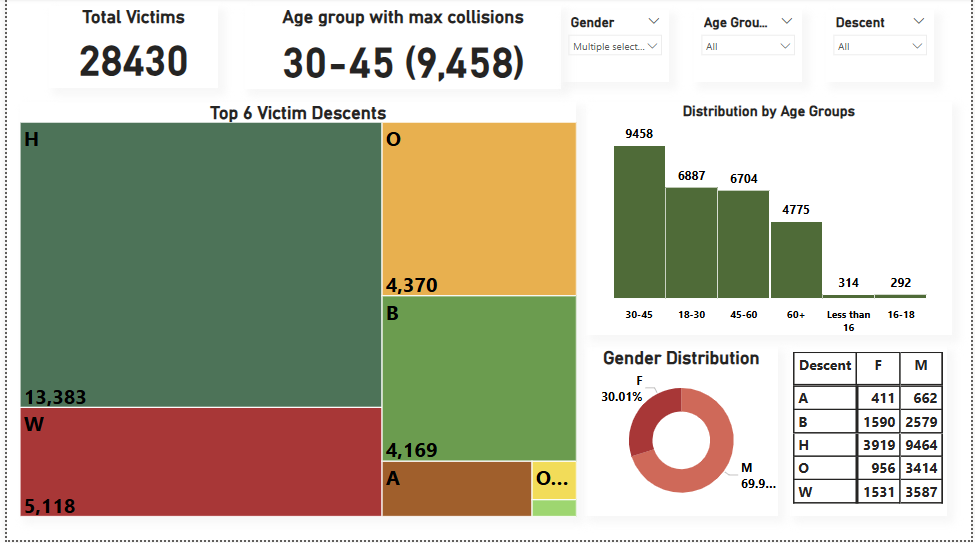 Total Victims
28430
Age group with max collisions
30-45 (9,458)
Gender
Multiple select...
Age Grou...
All
Descent
All
Top 6 Victim Descents
H
13,383
W
5,118
O
4,370
B
4,169
A
O...
Distribution by Age Groups
9458
6887
6704
4775
314
292
30-45 18-30 45-60 60+ Less than 16 16-18
Gender Distribution
F
30.01%
M
69.9...
Descent F M
A 411 662
B 1590 2579
H 3919 9464
O 956 3414
W 1531 3587